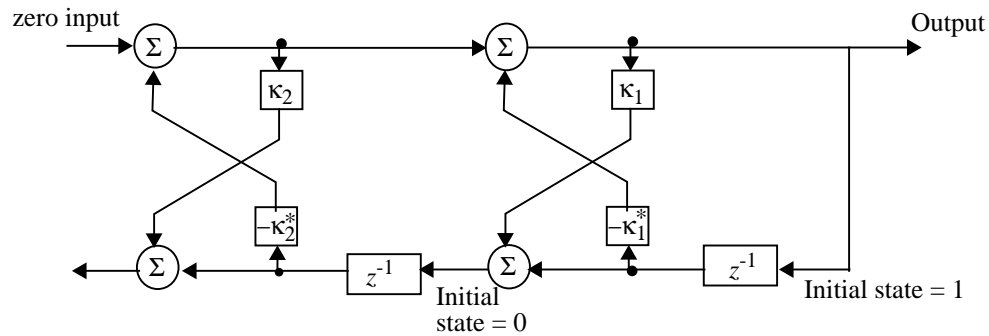 zero input
Output
Σ
Σ
κ₂
κ₁
−κ₂*
−κ₁*
Σ
z⁻¹
Σ
z⁻¹
Initial
state = 0
Initial state = 1